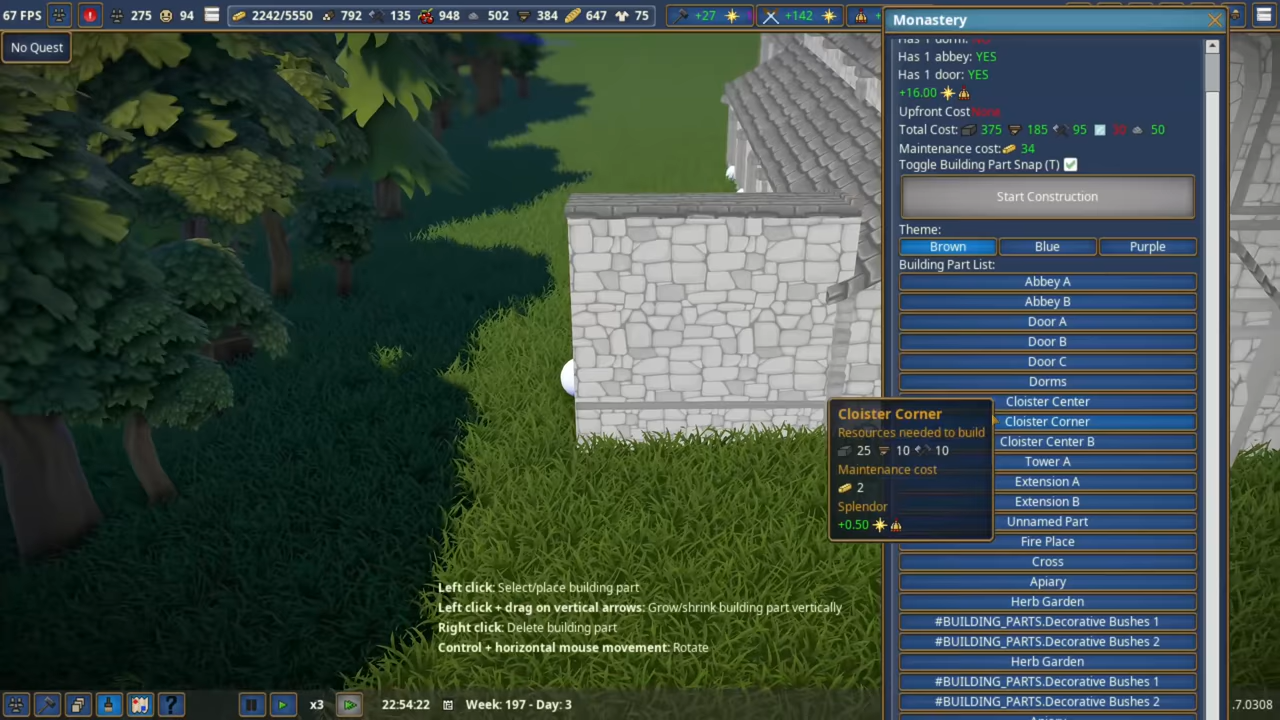 67 FPS 275 94 2242/5550 792 135 948 502 384 647 75 +27 +142 +
Monastery
No Quest
Has 1 dorm: NO
Has 1 abbey: YES
Has 1 door: YES
+16.00
Upfront CostNone
Total Cost: 375 185 95 30 50
Maintenance cost: 34
Toggle Building Part Snap (T)
Start Construction
Theme:
Brown Blue Purple
Building Part List:
Abbey A
Abbey B
Door A
Door B
Door C
Dorms
Cloister Center
Cloister Corner
Cloister Center B
Tower A
Extension A
Extension B
Unnamed Part
Fire Place
Cross
Apiary
Herb Garden
#BUILDING_PARTS.Decorative Bushes 1
#BUILDING_PARTS.Decorative Bushes 2
Herb Garden
#BUILDING_PARTS.Decorative Bushes 1
#BUILDING_PARTS.Decorative Bushes 2
Cloister Corner
Resources needed to build
25 10 10
Maintenance cost
2
Splendor
+0.50
Left click: Select/place building part
Left click + drag on vertical arrows: Grow/shrink building part vertically
Right click: Delete building part
Control + horizontal mouse movement: Rotate
x3 22:54:22 Week: 197 - Day: 3
.7.0308